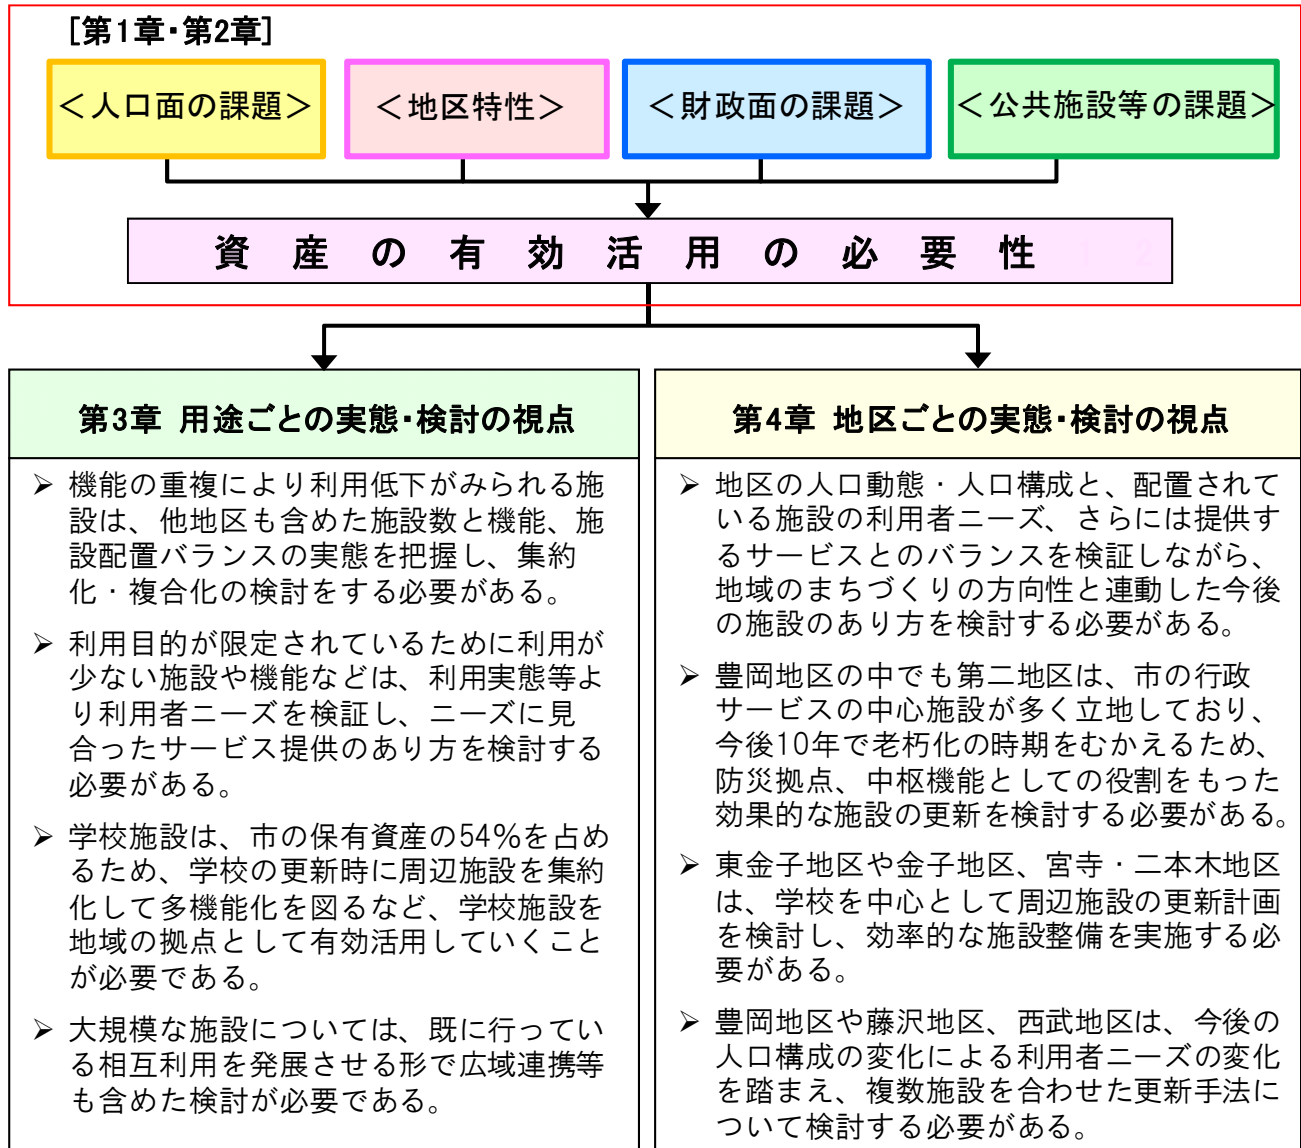 [第1章・第2章]
＜人口面の課題＞
＜地区特性＞
＜財政面の課題＞
＜公共施設等の課題＞
資産の有効活用の必要性
第3章 用途ごとの実態・検討の視点
➢ 機能の重複により利用低下がみられる施
設は、他地区も含めた施設数と機能、施
設配置バランスの実態を把握し、集約
化・複合化の検討をする必要がある。
➢ 利用目的が限定されているために利用が
少ない施設や機能などは、利用実態等よ
り利用者ニーズを検証し、ニーズに見
合ったサービス提供のあり方を検討する
必要がある。
➢ 学校施設は、市の保有資産の54%を占め
るため、学校の更新時に周辺施設を集約
化して多機能化を図るなど、学校施設を
地域の拠点として有効活用していくこと
が必要である。
➢ 大規模な施設については、既に行ってい
る相互利用を発展させる形で広域連携等
も含めた検討が必要である。
第4章 地区ごとの実態・検討の視点
➢ 地区の人口動態・人口構成と、配置されて
いる施設の利用者ニーズ、さらには提供す
るサービスとのバランスを検証しながら、
地域のまちづくりの方向性と連動した今後
の施設のあり方を検討する必要がある。
➢ 豊岡地区の中でも第二地区は、市の行政
サービスの中心施設が多く立地しており、
今後10年で老朽化の時期をむかえるため、
防災拠点、中枢機能としての役割をもった
効果的な施設の更新を検討する必要がある。
➢ 東金子地区や金子地区、宮寺・二本木地区
は、学校を中心として周辺施設の更新計画
を検討し、効率的な施設整備を実施する必
要がある。
➢ 豊岡地区や藤沢地区、西武地区は、今後の
人口構成の変化による利用者ニーズの変化
を踏まえ、複数施設を合わせた更新手法に
ついて検討する必要がある。